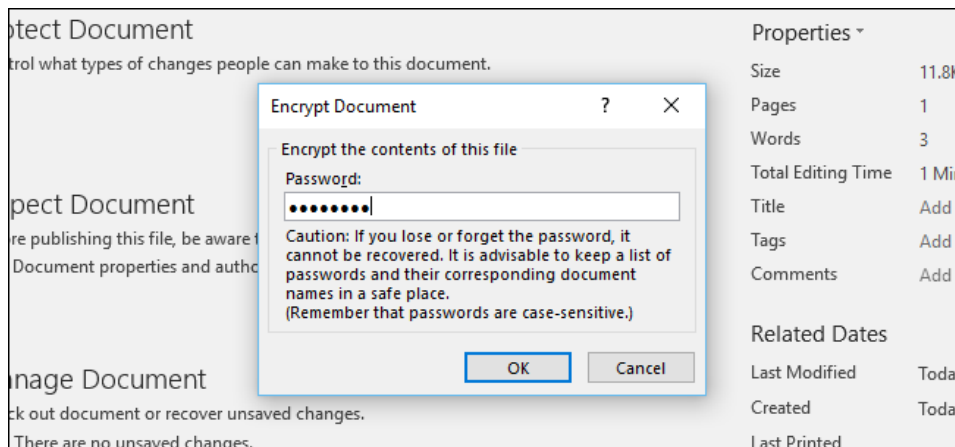 otect Document
trol what types of changes people can make to this document.
pect Document
re publishing this file, be aware t
Document properties and autho
nage Document
ck out document or recover unsaved changes.
There are no unsaved changes.
Encrypt Document ?
Encrypt the contents of this file
Password:
●●●●●●●●
Caution: If you lose or forget the password, it
cannot be recovered. It is advisable to keep a list of
passwords and their corresponding document
names in a safe place.
(Remember that passwords are case-sensitive.)
OK Cancel
Properties
Size 11.8K
Pages 1
Words 3
Total Editing Time 1 Mi
Title Add
Tags Add
Comments Add
Related Dates
Last Modified Toda
Created Toda
Last Printed